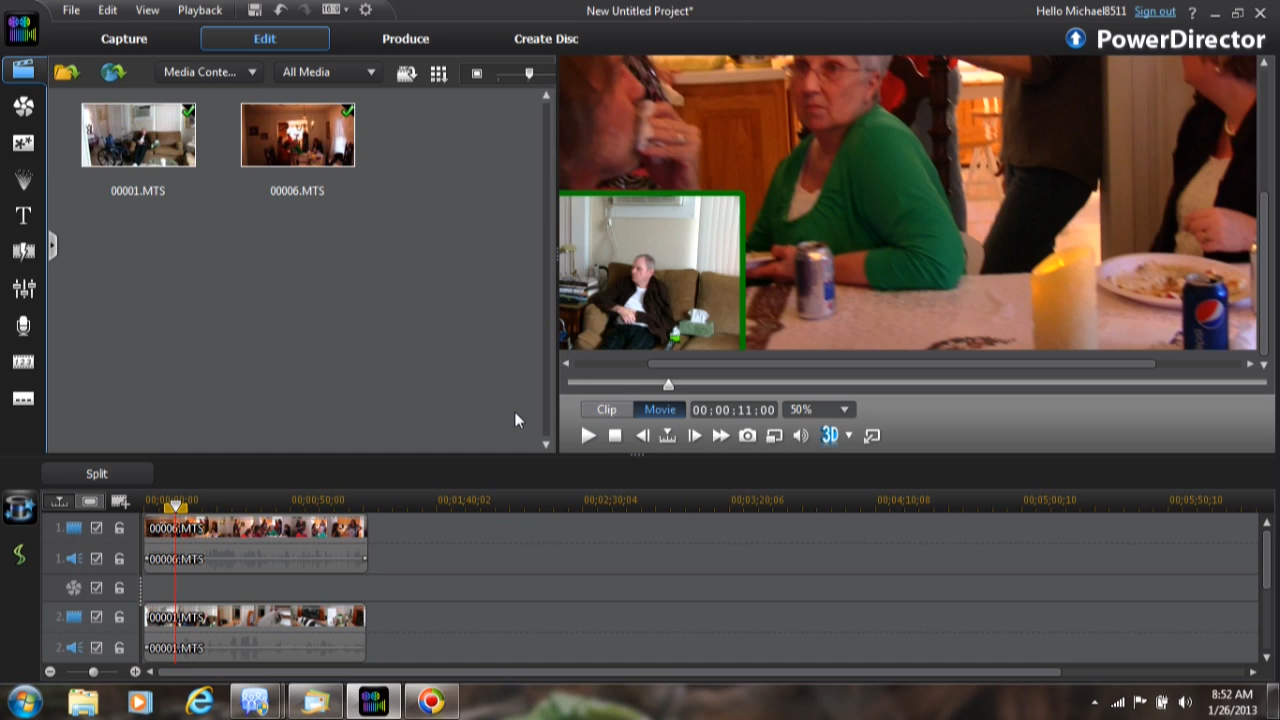 File Edit View Playback New Untitled Project* Hello Michael8511 Sign out ?
Capture Edit Produce Create Disc PowerDirector
Media Conte... All Media
00001.MTS 00006.MTS
T
pepsi
Clip Movie 00;00;11;00 50%
3D
Split
00;00;00;00 00;00;50;00 00;01;40;02 00;02;30;04 00;03;20;06 00;04;10;08 00;05;00;10 00;05;50;10
1. 00006.MTS
1. 00006.MTS
2. 00001.MTS
2. 00001.MTS
8:52 AM
1/26/2013